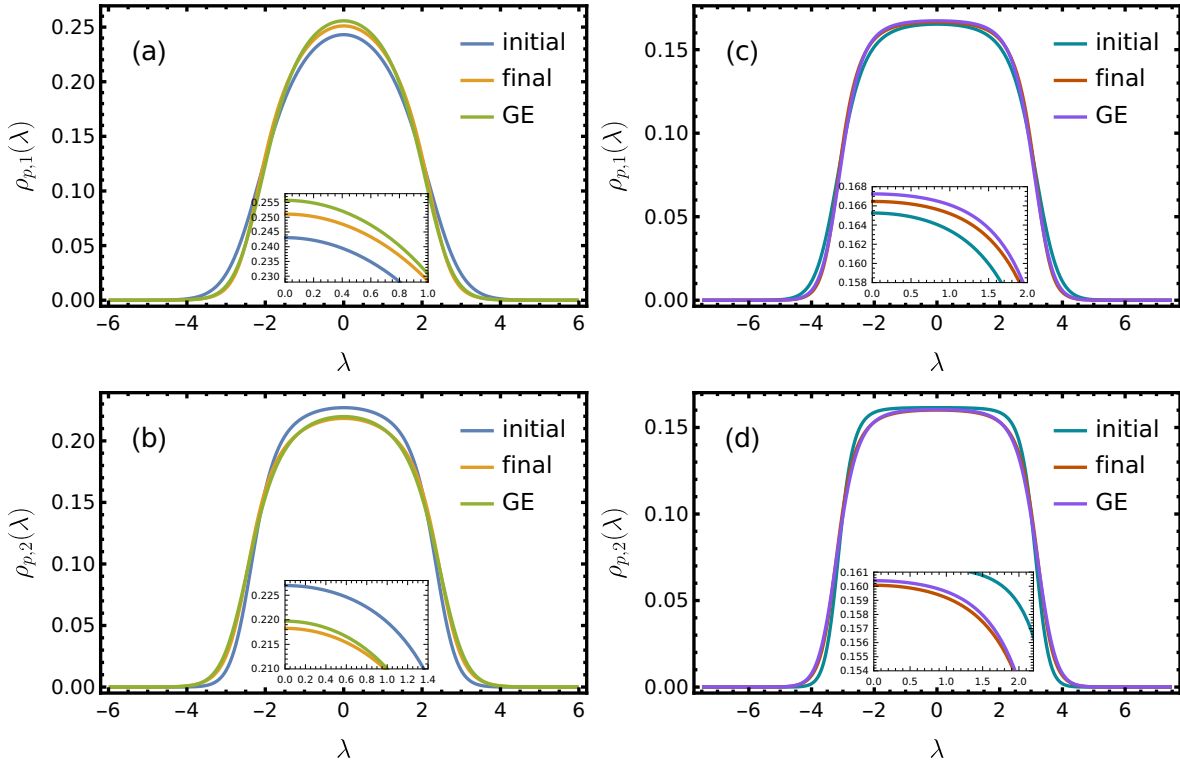 (a)
initial
final
GE
ρp,1(λ)
0.25
0.20
0.15
0.10
0.05
0.00
0.255
0.250
0.245
0.240
0.235
0.230
0.0 0.2 0.4 0.6 0.8 1.0
−6 −4 −2 0 2 4 6
λ
(c)
initial
final
GE
ρp,1(λ)
0.15
0.10
0.05
0.00
0.168
0.166
0.164
0.162
0.160
0.158
0.0 0.5 1.0 1.5 2.0
−6 −4 −2 0 2 4 6
λ
(b)
initial
final
GE
ρp,2(λ)
0.20
0.15
0.10
0.05
0.00
0.225
0.220
0.215
0.210
0.0 0.2 0.4 0.6 0.8 1.0 1.2 1.4
−6 −4 −2 0 2 4 6
λ
(d)
initial
final
GE
ρp,2(λ)
0.15
0.10
0.05
0.00
0.161
0.160
0.159
0.158
0.157
0.156
0.155
0.154
0.0 0.5 1.0 1.5 2.0
−6 −4 −2 0 2 4 6
λ